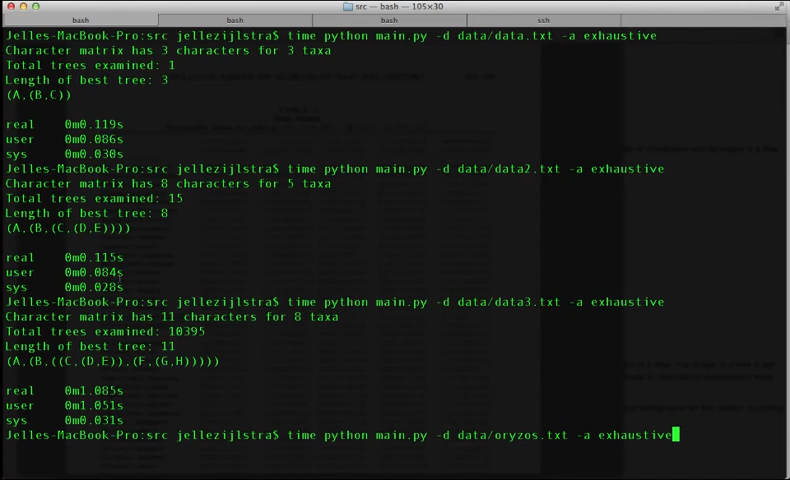 src — bash — 105×30
bash bash bash ssh
Jelles-MacBook-Pro:src jellezijlstra$ time python main.py -d data/data.txt -a exhaustive
Character matrix has 3 characters for 3 taxa
Total trees examined: 1
Length of best tree: 3
(A,(B,C))
real 0m0.119s
user 0m0.086s
sys 0m0.030s
Jelles-MacBook-Pro:src jellezijlstra$ time python main.py -d data/data2.txt -a exhaustive
Character matrix has 8 characters for 5 taxa
Total trees examined: 15
Length of best tree: 8
(A,(B,(C,(D,E))))
real 0m0.115s
user 0m0.084s
sys 0m0.028s
Jelles-MacBook-Pro:src jellezijlstra$ time python main.py -d data/data3.txt -a exhaustive
Character matrix has 11 characters for 8 taxa
Total trees examined: 10395
Length of best tree: 11
(A,(B,((C,(D,E)),(F,(G,H)))))
real 0m1.085s
user 0m1.051s
sys 0m0.031s
Jelles-MacBook-Pro:src jellezijlstra$ time python main.py -d data/oryzos.txt -a exhaustive